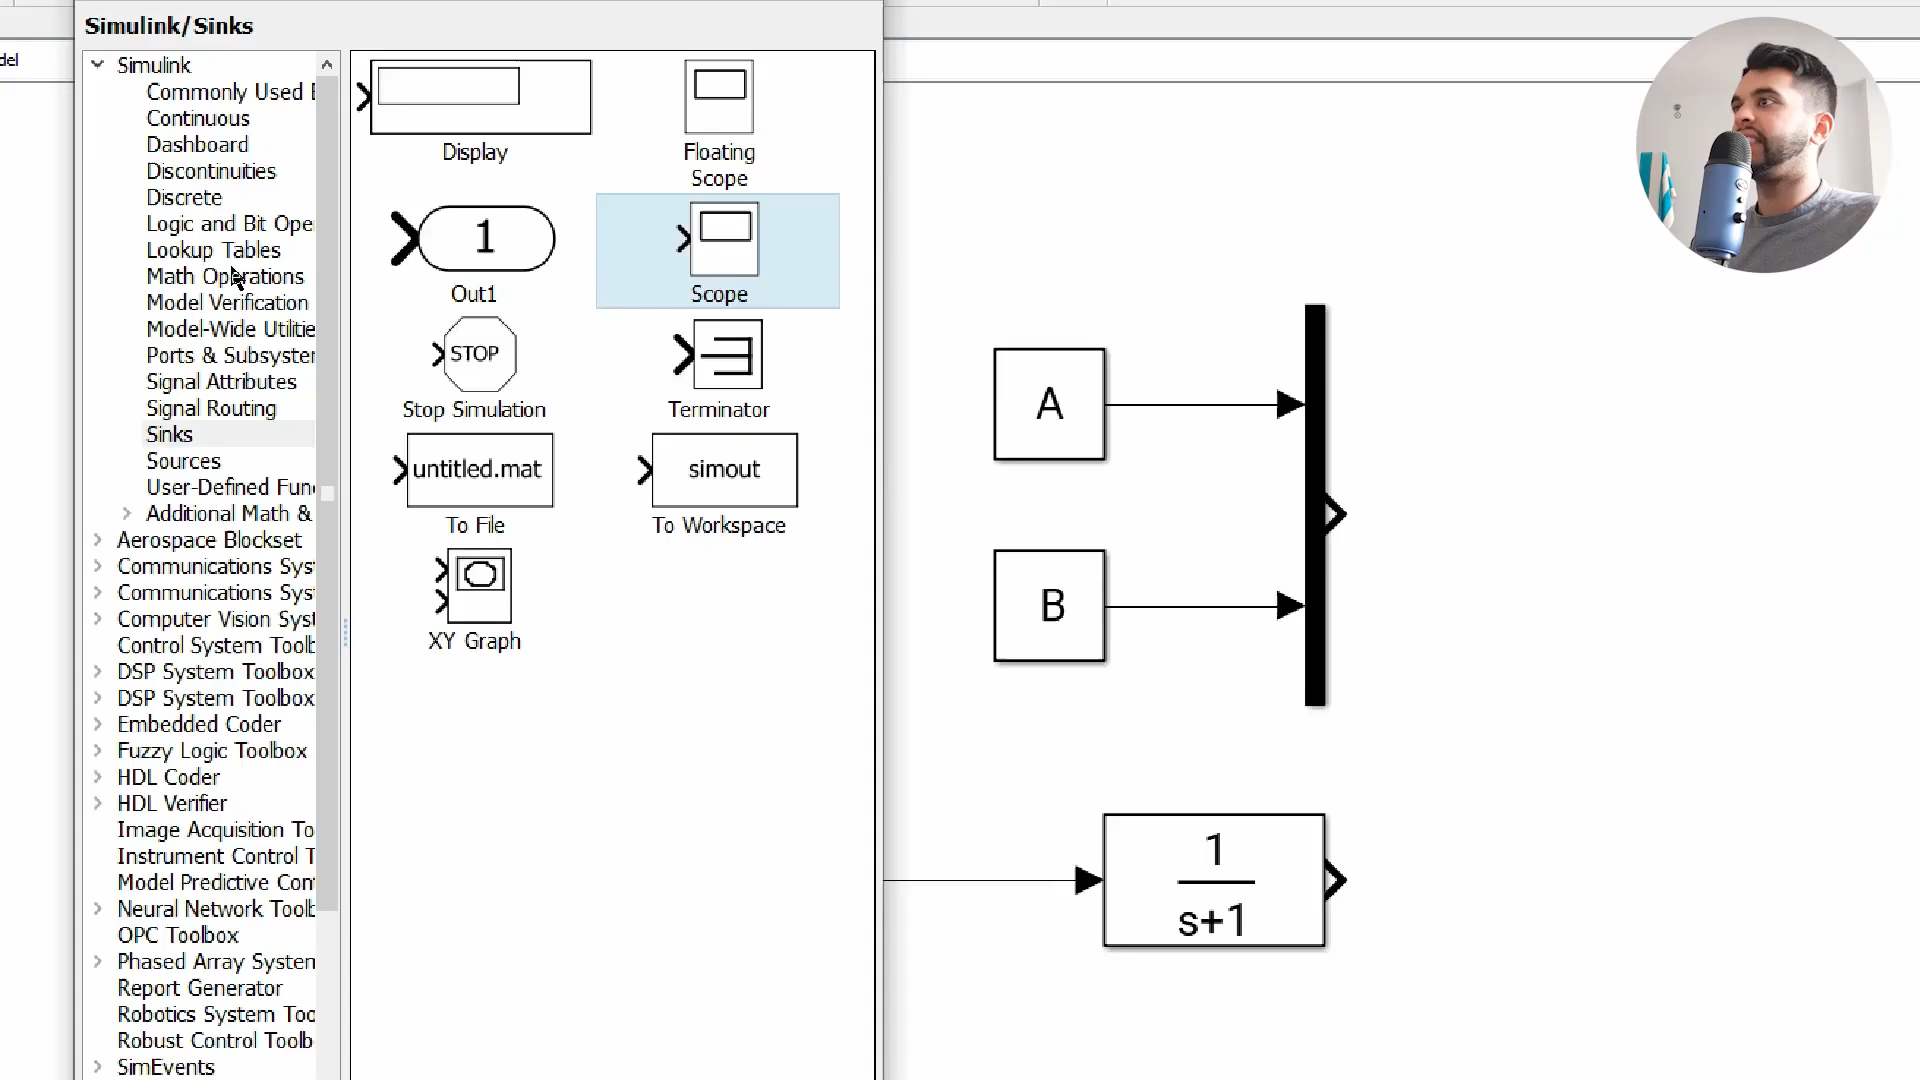 Simulink/Sinks
del
Simulink
Commonly Used
Continuous
Dashboard
Discontinuities
Discrete
Logic and Bit Ope
Lookup Tables
Math Operations
Model Verification
Model-Wide Utilitie
Ports & Subsyster
Signal Attributes
Signal Routing
Sinks
Sources
User-Defined Fun
Additional Math &
Aerospace Blockset
Communications Sys
Communications Sys
Computer Vision Syst
Control System Toolb
DSP System Toolbox
DSP System Toolbox
Embedded Coder
Fuzzy Logic Toolbox
HDL Coder
HDL Verifier
Image Acquisition To
Instrument Control T
Model Predictive Con
Neural Network Toolb
OPC Toolbox
Phased Array System
Report Generator
Robotics System Too
Robust Control Toolb
SimEvents
Display
Floating
Scope
1
Out1
Scope
STOP
Stop Simulation
Terminator
untitled.mat
To File
simout
To Workspace
XY Graph
A
B
1
s+1